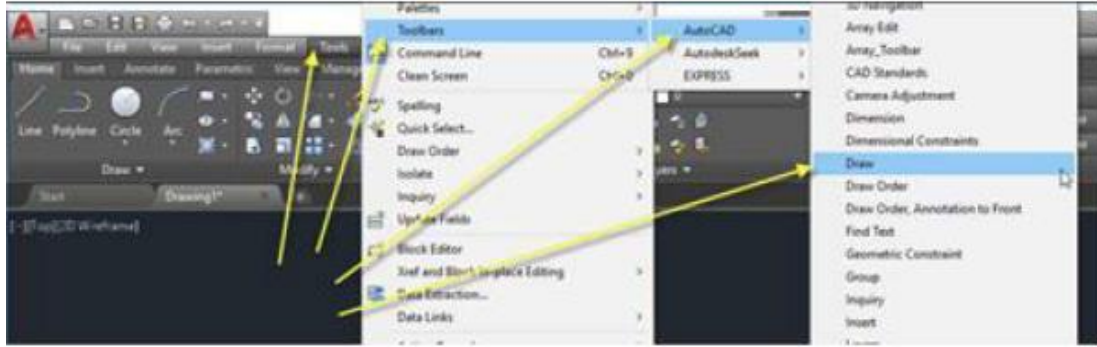 A
File Edit View Insert Format Tools
Home Insert Annotate Parametric View Manage
Line Polyline Circle Arc
Draw Modify
Start Drawing1*
[-][Top][2D Wireframe]
Palettes
Toolbars
Command Line Ctrl+9
Clean Screen Ctrl+0
Spelling
Quick Select...
Draw Order
Isolate
Inquiry
Update Fields
Block Editor
Xref and Block In-place Editing
Data Extraction...
Data Links
AutoCAD
AutodeskSeek
EXPRESS
0
3D Navigation
Array Edit
Array_Toolbar
CAD Standards
Camera Adjustment
Dimension
Dimensional Constraints
Draw
Draw Order
Draw Order, Annotation to Front
Find Text
Geometric Constraint
Group
Inquiry
Insert